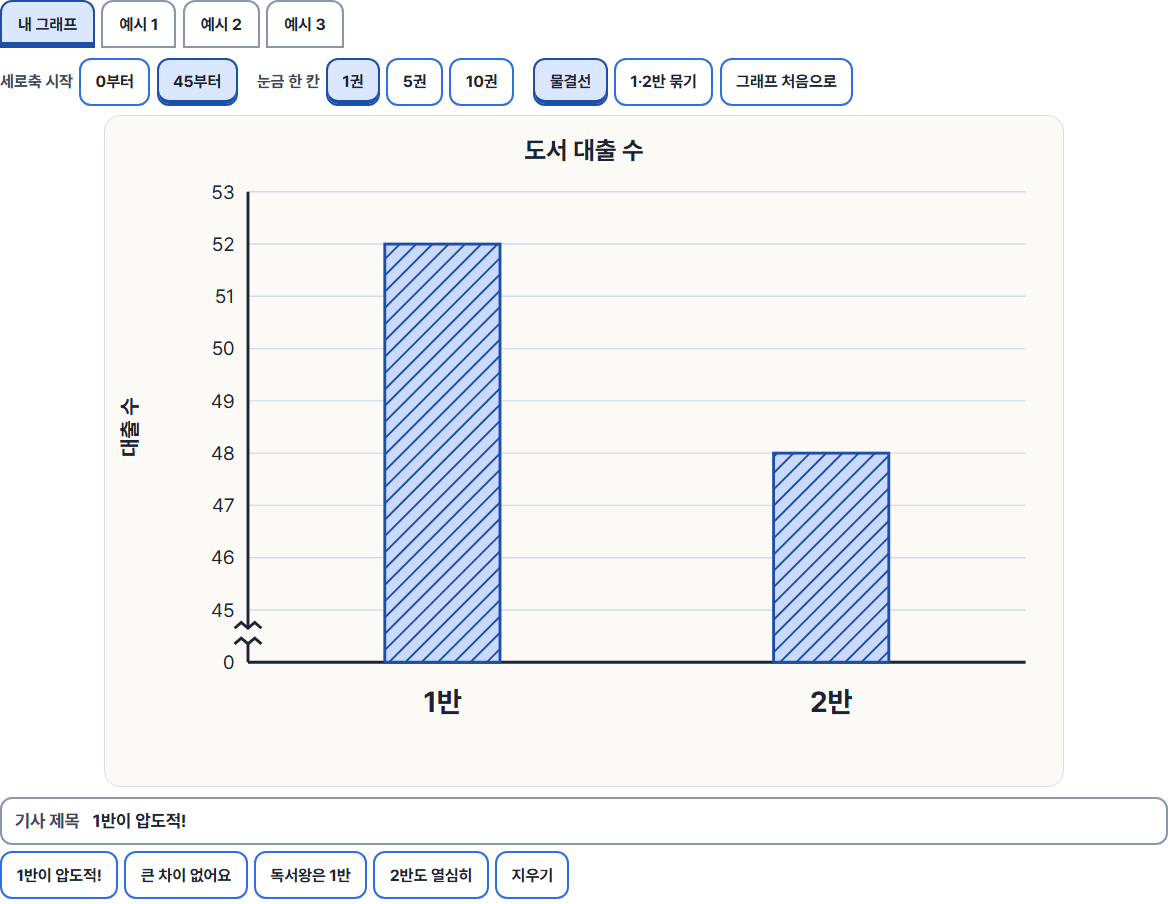 내 그래프 예시 1 예시 2 예시 3
세로축 시작 0부터 45부터 눈금 한 칸 1권 5권 10권 물결선 1·2반 묶기 그래프 처음으로
도서 대출 수
53
52
51
50
49
48
47
46
45
0
대출 수
1반 2반
기사 제목 1반이 압도적!
1반이 압도적! 큰 차이 없어요 독서왕은 1반 2반도 열심히 지우기